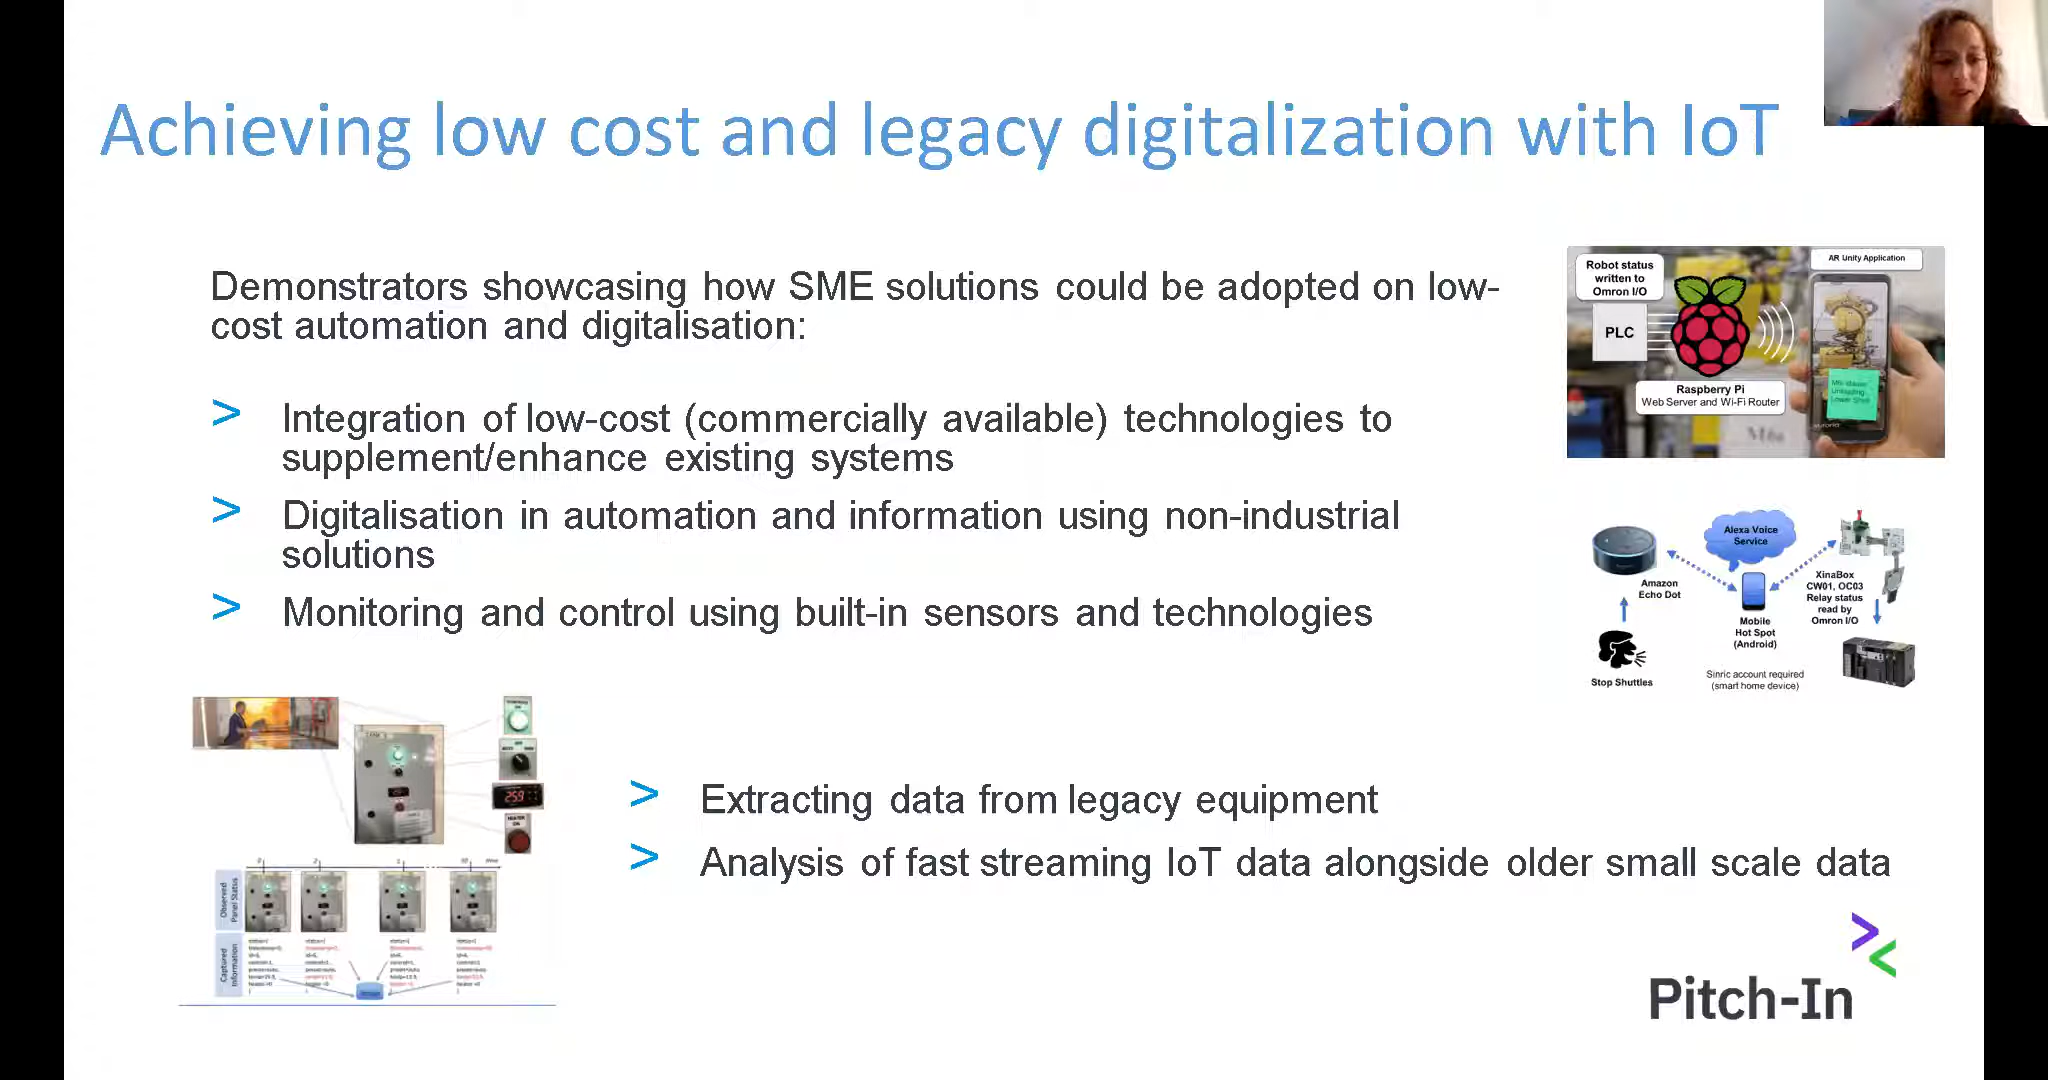 Achieving low cost and legacy digitalization with IoT
Demonstrators showcasing how SME solutions could be adopted on low-
cost automation and digitalisation:
> Integration of low-cost (commercially available) technologies to
supplement/enhance existing systems
> Digitalisation in automation and information using non-industrial
solutions
> Monitoring and control using built-in sensors and technologies
Robot status
written to
Omron I/O
PLC
Raspberry Pi
Web Server and Wi-Fi Router
AR Unity Application
Alexa Voice
Service
Amazon
Echo Dot
Mobile
Hot Spot
(Android)
XinaBox
CW01, OC03
Relay status
read by
Omron I/O
Stop Shuttles
Sinric account required
(smart home device)
259
Observed
Panel Status
Captured
Information
> Extracting data from legacy equipment
> Analysis of fast streaming IoT data alongside older small scale data
Pitch-In